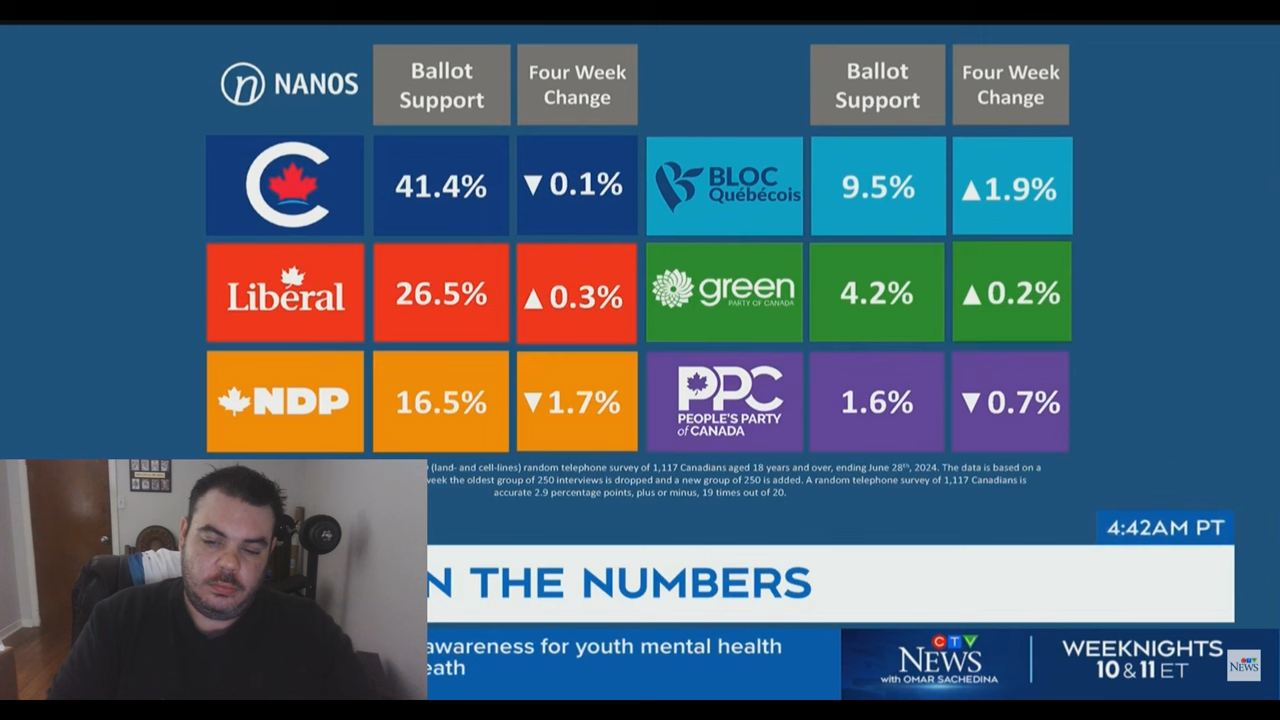 NANOS
Ballot
Support
Four Week
Change
Ballot
Support
Four Week
Change
41.4%
▼0.1%
BLOC
Québécois
9.5%
▲1.9%
Libéral
26.5%
▲0.3%
green
PARTY OF CANADA
4.2%
▲0.2%
NDP
16.5%
▼1.7%
PPC
PEOPLE'S PARTY
of CANADA
1.6%
▼0.7%
(land- and cell-lines) random telephone survey of 1,117 Canadians aged 18 years and over, ending June 28th, 2024. The data is based on a
week the oldest group of 250 interviews is dropped and a new group of 250 is added. A random telephone survey of 1,117 Canadians is
accurate 2.9 percentage points, plus or minus, 19 times out of 20.
4:42AM PT
N THE NUMBERS
awareness for youth mental health
eath
CTV
NEWS
with OMAR SACHEDINA
WEEKNIGHTS
10 & 11 ET
CTV
NEWS